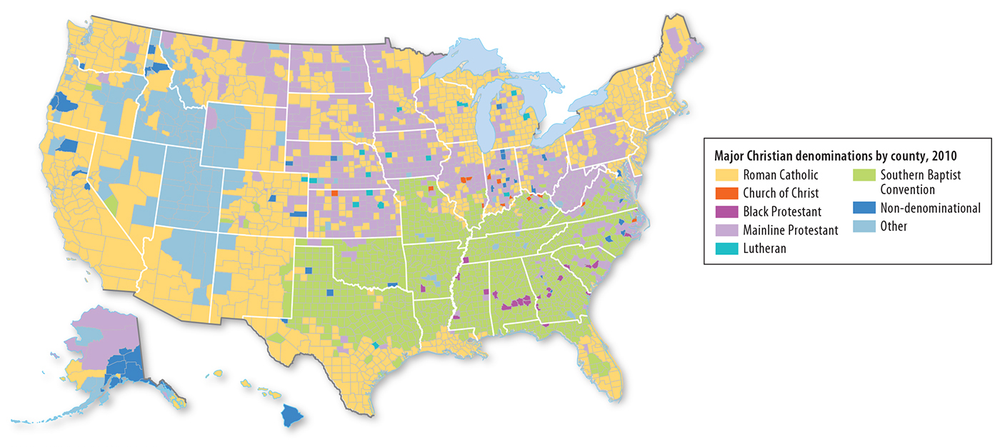 Major Christian denominations by county, 2010
Roman Catholic
Church of Christ
Black Protestant
Mainline Protestant
Lutheran
Southern Baptist
Convention
Non-denominational
Other